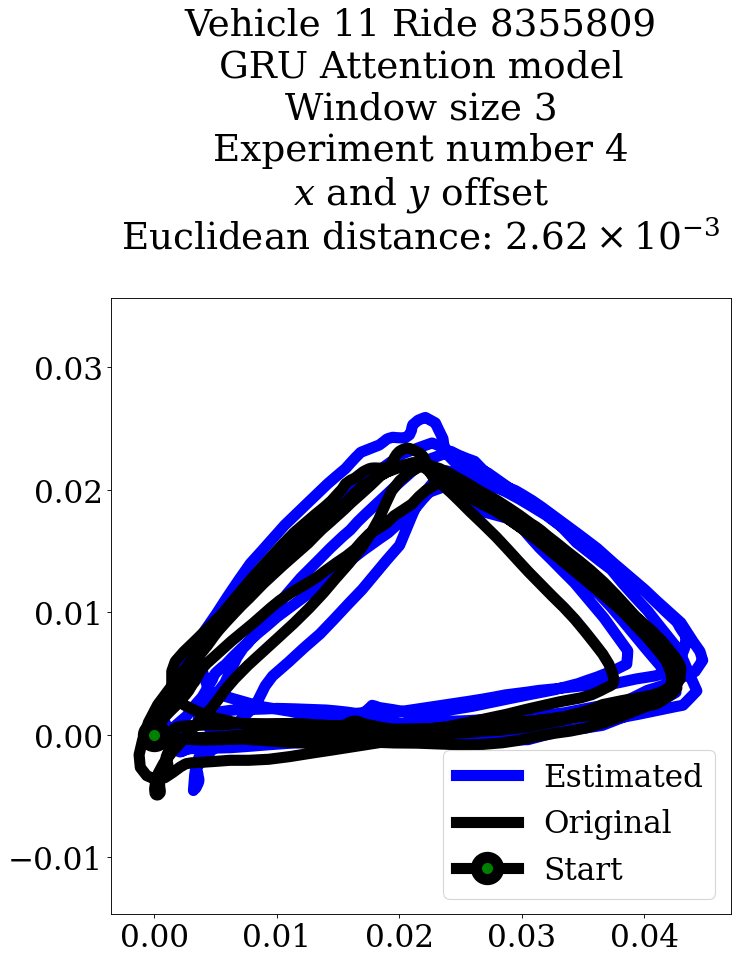 Vehicle 11 Ride 8355809
GRU Attention model
Window size 3
Experiment number 4
x and y offset
Euclidean distance: 2.62 × 10⁻³
0.03
0.02
0.01
0.00
−0.01
Estimated
Original
Start
0.00 0.01 0.02 0.03 0.04